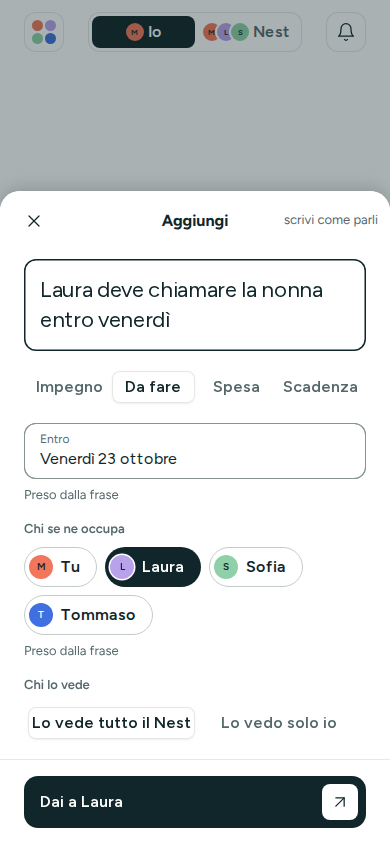 M Io M L S Nest
Aggiungi scrivi come parli
Laura deve chiamare la nonna
entro venerdì
Impegno Da fare Spesa Scadenza
Entro
Venerdì 23 ottobre
Preso dalla frase
Chi se ne occupa
M Tu L Laura S Sofia
T Tommaso
Preso dalla frase
Chi lo vede
Lo vede tutto il Nest Lo vedo solo io
Dai a Laura